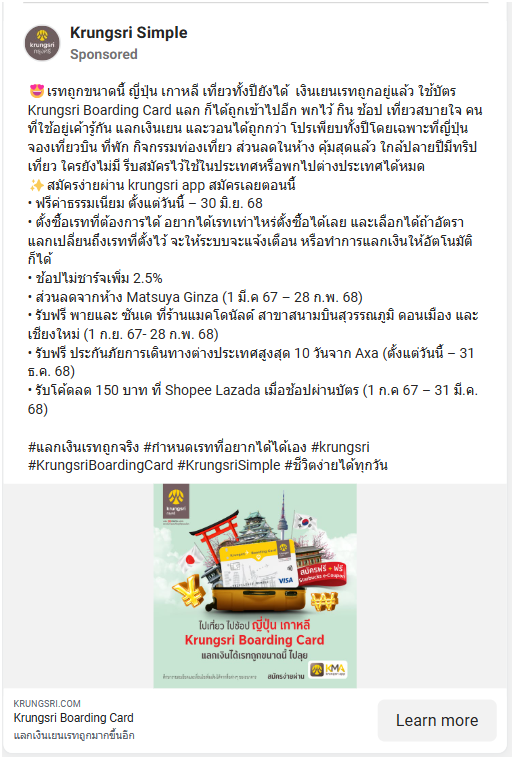 Krungsri Simple
Sponsored
😍เรทถูกขนาดนี้ ญี่ปุ่น เกาหลี เที่ยวทั้งปียังได้ เงินเยนเรทถูกอยู่แล้ว ใช้บัตร
Krungsri Boarding Card แลก ก็ได้ถูกเข้าไปอีก พกไว้ กิน ช้อป เที่ยวสบายใจ คน
ที่ใช้อยู่เค้ารู้กัน แลกเงินเยน และวอนได้ถูกกว่า โปรเพียบทั้งปีโดยเฉพาะที่ญี่ปุ่น
จองเที่ยวบิน ที่พัก กิจกรรมท่องเที่ยว ส่วนลดในห้าง คุ้มสุดแล้ว ใกล้ปลายปีมีทริป
เที่ยว ใครยังไม่มี รีบสมัครไว้ใช้ในประเทศหรือพกไปต่างประเทศได้หมด
✨สมัครง่ายผ่าน krungsri app สมัครเลยตอนนี้
• ฟรีค่าธรรมเนียม ตั้งแต่วันนี้ – 30 มิ.ย. 68
• ตั้งซื้อเรทที่ต้องการได้ อยากได้เรทเท่าไหร่ตั้งซื้อได้เลย และเลือกได้ถ้าอัตรา
แลกเปลี่ยนถึงเรทที่ตั้งไว้ จะให้ระบบจะแจ้งเตือน หรือทำการแลกเงินให้อัตโนมัติ
ก็ได้
• ช้อปไม่ชาร์จเพิ่ม 2.5%
• ส่วนลดจากห้าง Matsuya Ginza (1 มี.ค 67 – 28 ก.พ. 68)
• รับฟรี พายและ ซันเด ที่ร้านแมคโดนัลด์ สาขาสนามบินสุวรรณภูมิ ดอนเมือง และ
เชียงใหม่ (1 ก.ย. 67- 28 ก.พ. 68)
• รับฟรี ประกันภัยการเดินทางต่างประเทศสูงสุด 10 วันจาก Axa (ตั้งแต่วันนี้ – 31
ธ.ค. 68)
• รับโค้ดลด 150 บาท ที่ Shopee Lazada เมื่อช้อปผ่านบัตร (1 ก.ค 67 – 31 มี.ค.
68)
#แลกเงินเรทถูกจริง #กำหนดเรทที่อยากได้ได้เอง #krungsri
#KrungsriBoardingCard #KrungsriSimple #ชีวิตง่ายได้ทุกวัน
krungsri
กรุงศรี
Krungsri Boarding Card
VISA
สมัครฟรี + ฟรี
Starbucks e-Coupon
ไปเที่ยว ไปช้อป ญี่ปุ่น เกาหลี
Krungsri Boarding Card
แลกเงินได้เรทถูกขนาดนี้ ไปลุย
สมัครง่ายผ่าน
KMA
KRUNGSRI.COM
Krungsri Boarding Card
แลกเงินเยนเรทถูกมากขึ้นอีก
Learn more